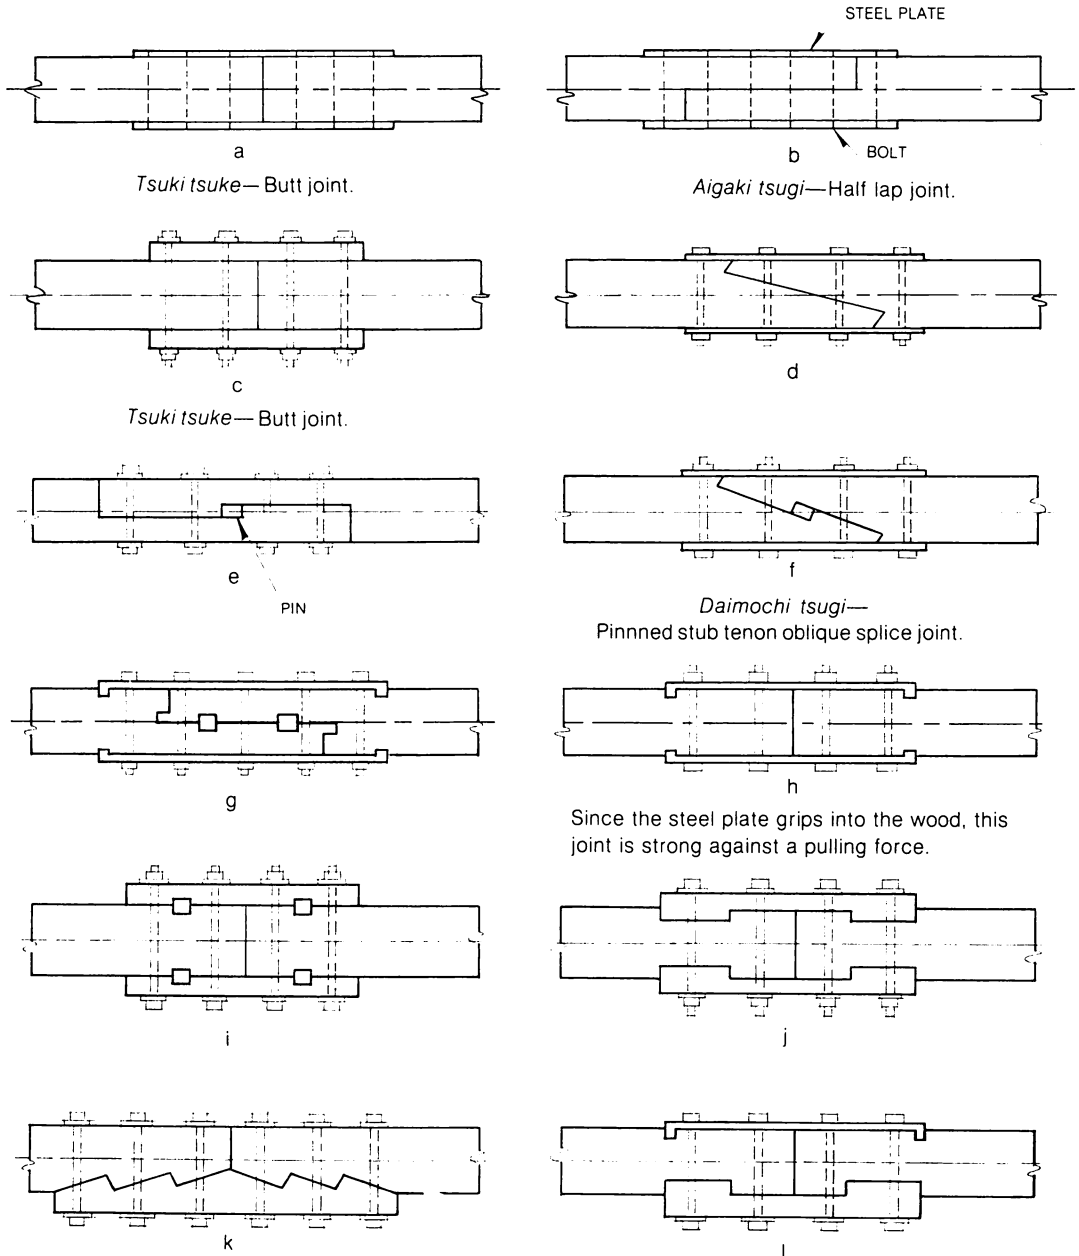 STEEL PLATE
a
b
BOLT
Tsuki tsuke— Butt joint.
Aigaki tsugi—Half lap joint.
c
d
Tsuki tsuke— Butt joint.
e
f
PIN
Daimochi tsugi—
Pinnned stub tenon oblique splice joint.
g
h
Since the steel plate grips into the wood, this
joint is strong against a pulling force.
i
j
k
l